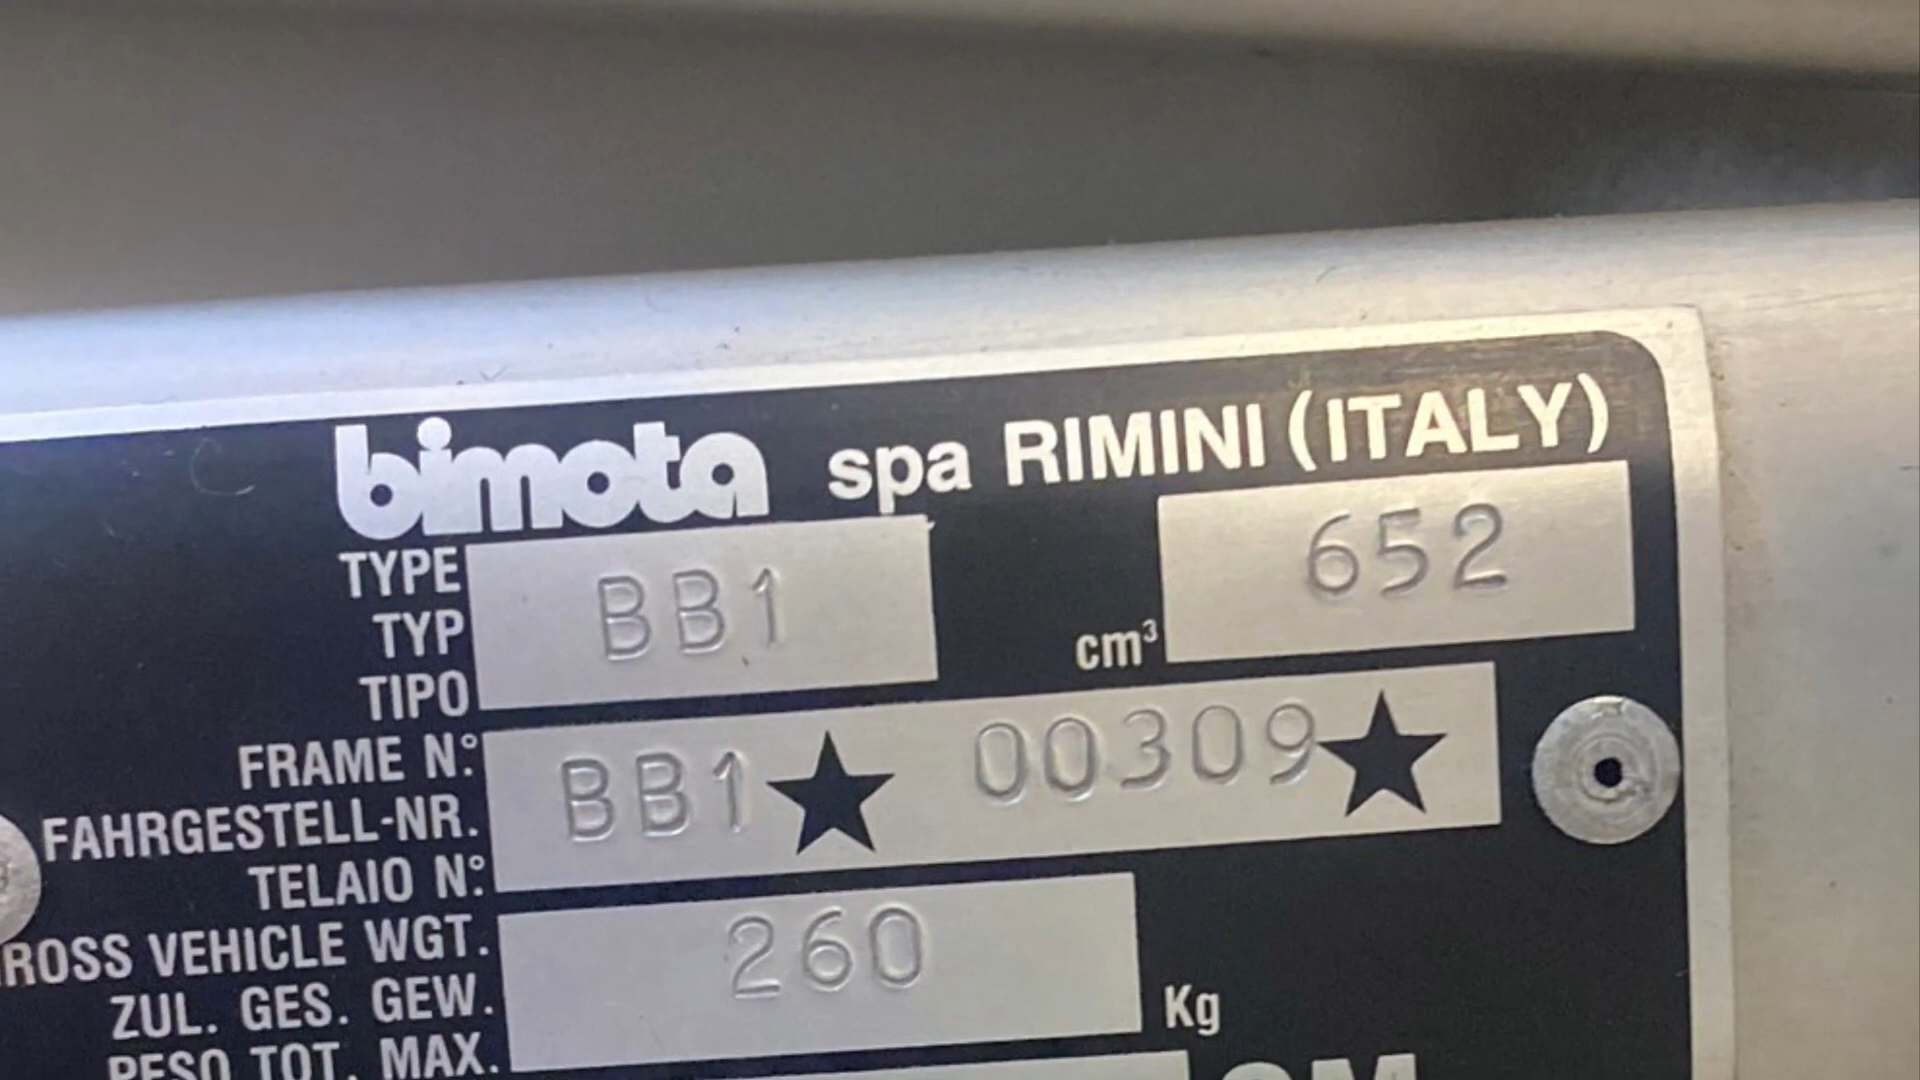 bimota spa RIMINI (ITALY)
TYPE
TYP
TIPO
BB1
cm³
652
FRAME N°:
FAHRGESTELL-NR.
TELAIO N°:
BB1★ 00309★
ROSS VEHICLE WGT.
ZUL. GES. GEW.
PESO TOT. MAX.
260
Kg